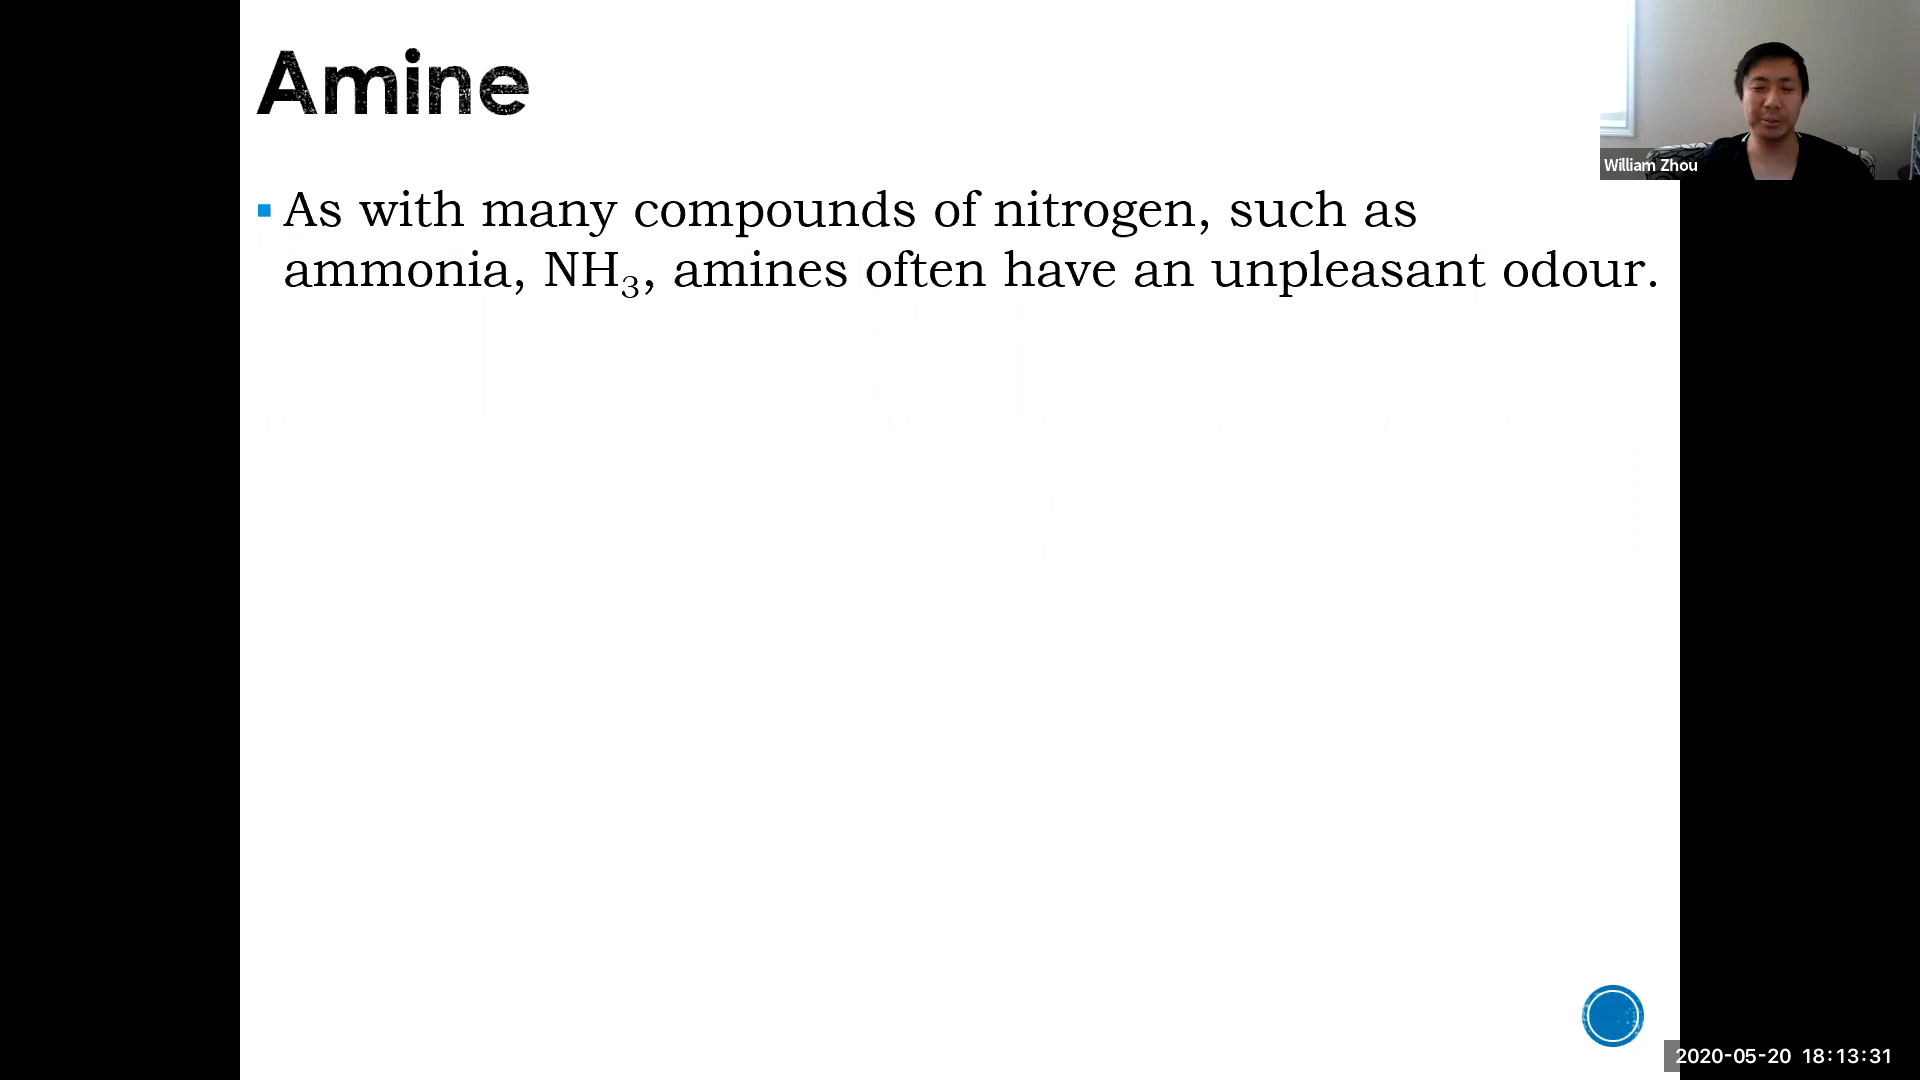 Amine
As with many compounds of nitrogen, such as
ammonia, NH₃, amines often have an unpleasant odour.
William Zhou
2020-05-20 18:13:31